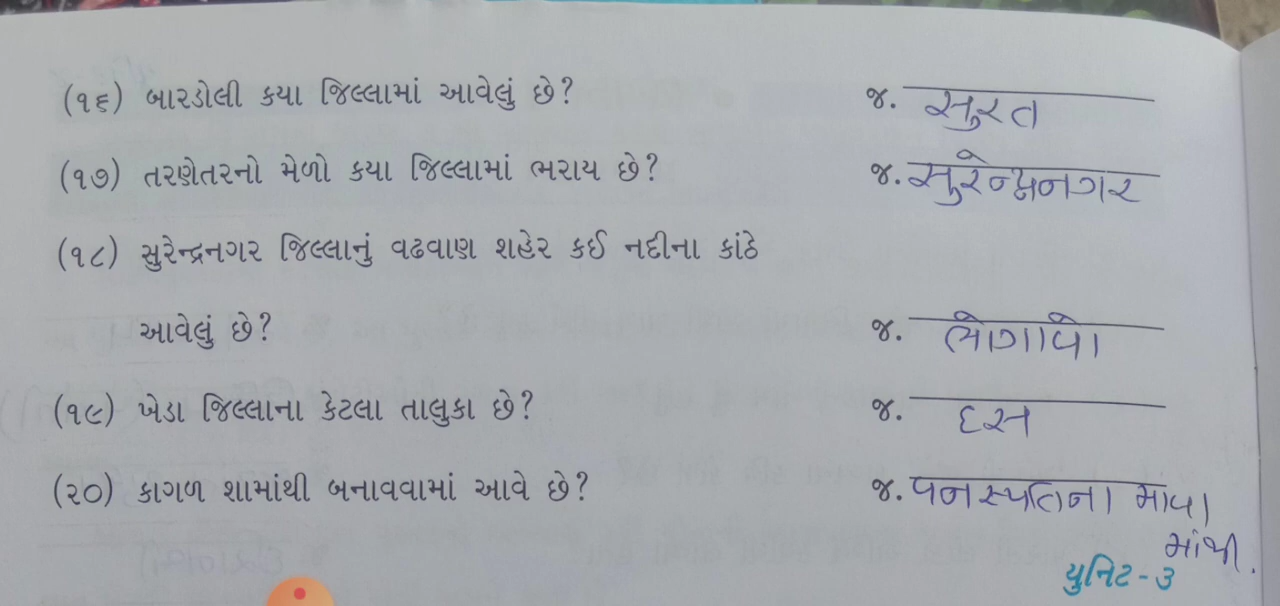 (૧૬) બારડોલી કયા જિલ્લામાં આવેલું છે? જ. સુરત
(૧૭) તરણેતરનો મેળો કયા જિલ્લામાં ભરાય છે? જ. સુરેન્દ્રનગર
(૧૮) સુરેન્દ્રનગર જિલ્લાનું વઢવાણ શહેર કઈ નદીના કાંઠે
આવેલું છે? જ. ભોગાવો
(૧૯) ખેડા જિલ્લાના કેટલા તાલુકા છે? જ. દસ
(૨૦) કાગળ શામાંથી બનાવવામાં આવે છે? જ. વનસ્પતિના માવા
માંથી.
યુનિટ-૩